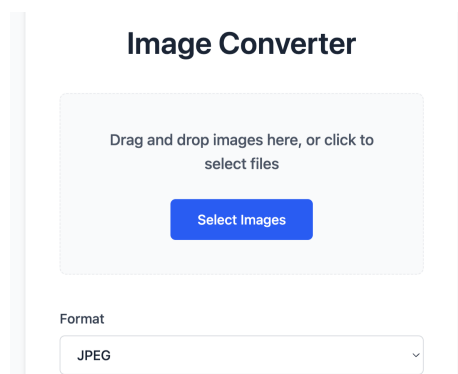 Image Converter
Drag and drop images here, or click to
select files
Select Images
Format
JPEG